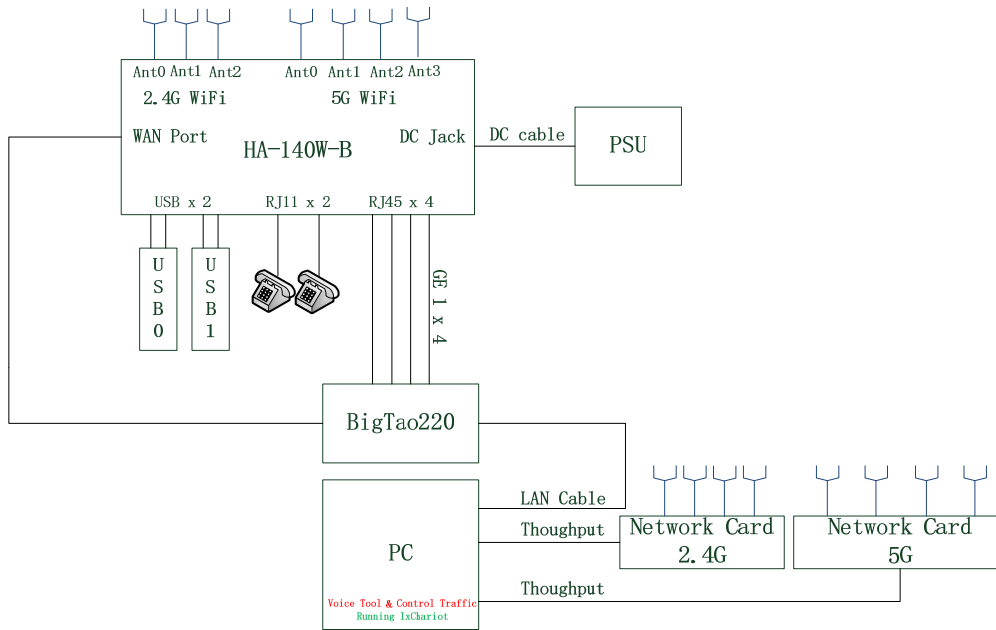 Ant0 Ant1 Ant2 Ant0 Ant1 Ant2 Ant3
2.4G WiFi 5G WiFi
WAN Port DC Jack DC cable
HA-140W-B PSU
USB x 2 RJ11 x 2 RJ45 x 4
USB0
USB1
GE 1 x 4
BigTao220
LAN Cable
Thoughput
Network Card
2.4G
Network Card
5G
PC
Thoughput
Voice Tool & Control Traffic
Running IxChariot